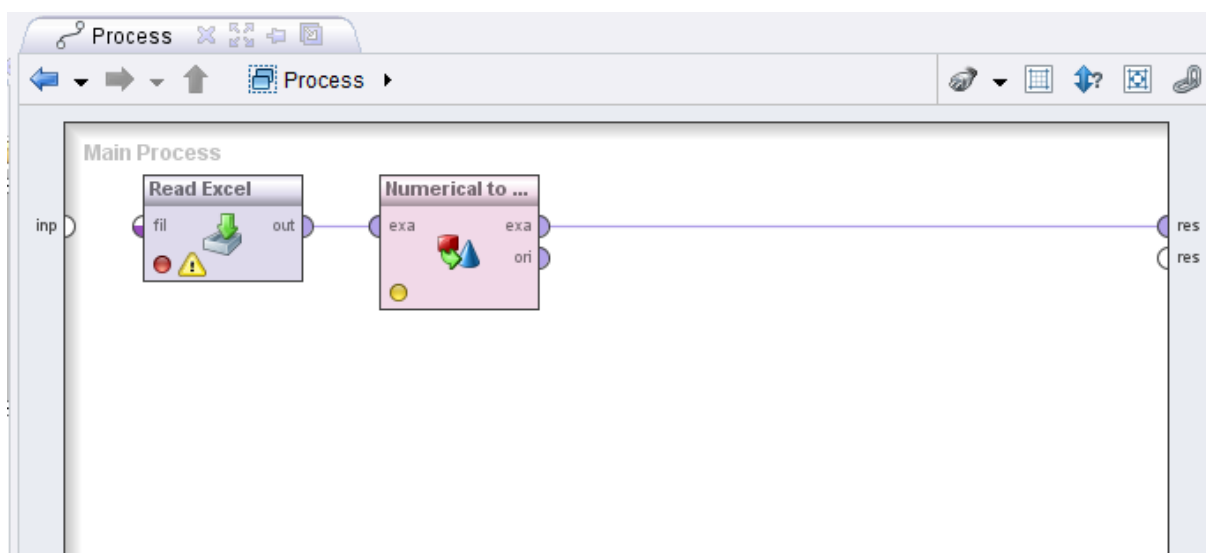 Process
Process
Main Process
Read Excel
Numerical to ...
inp
fil
out
exa
exa
res
ori
res